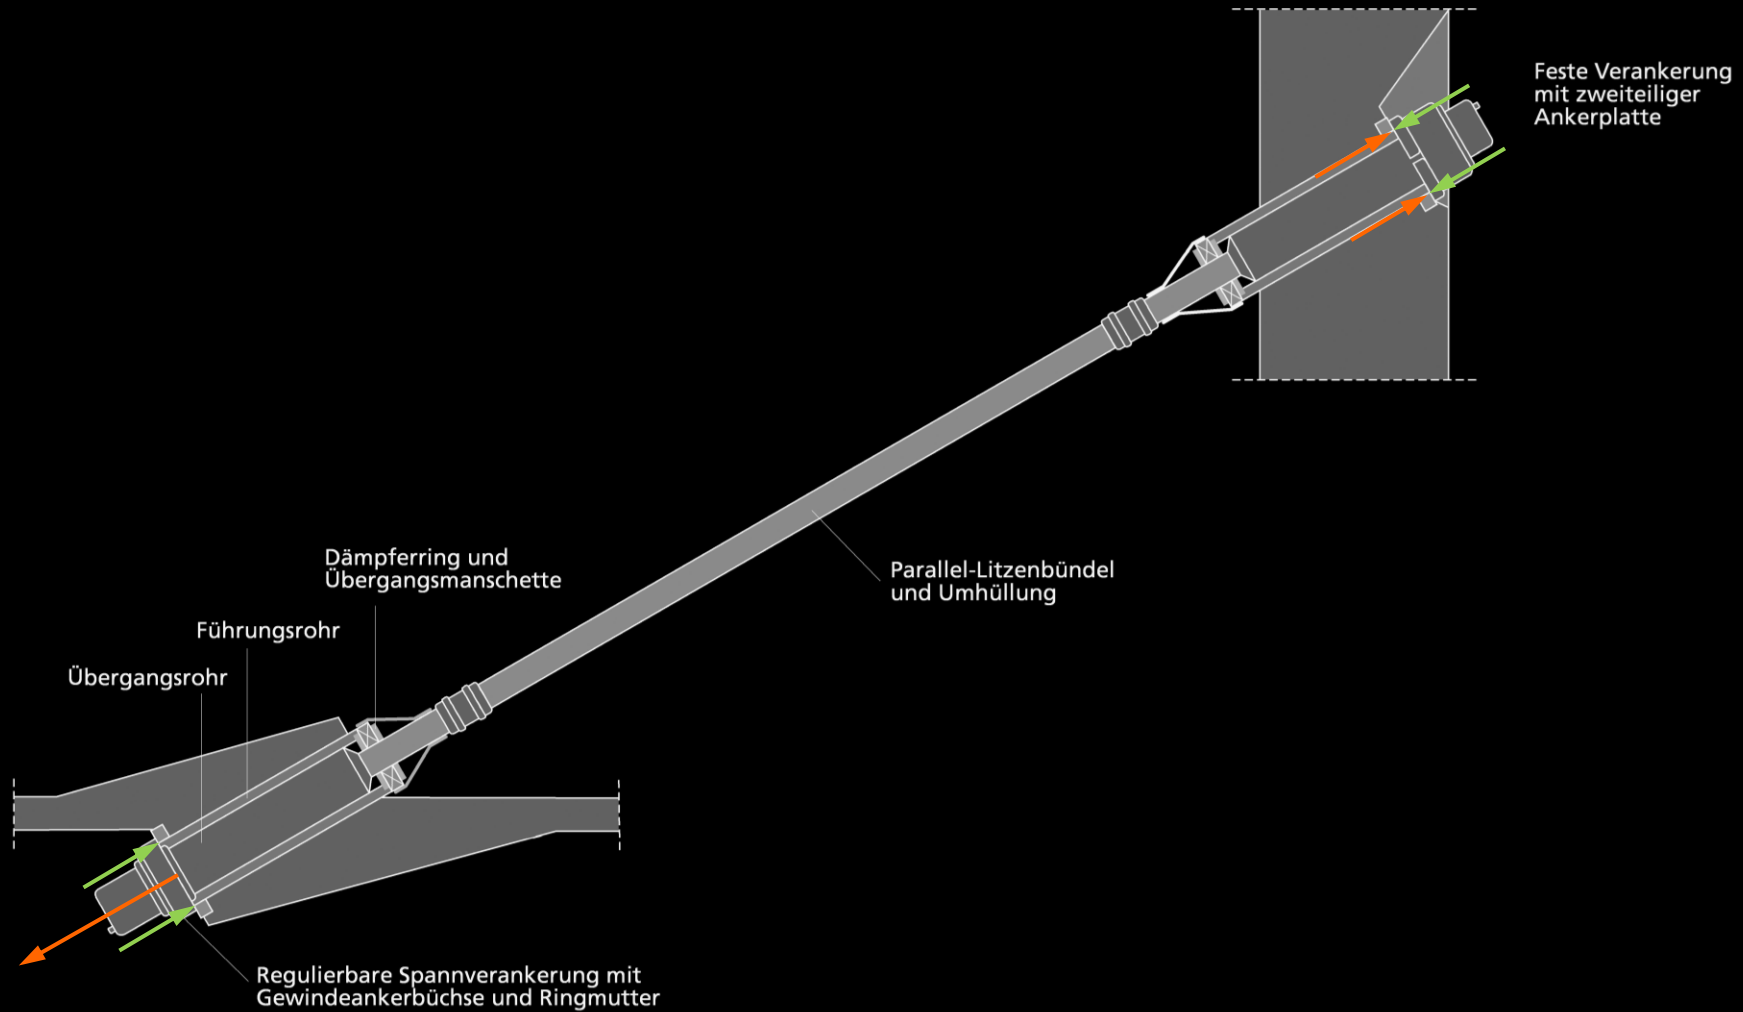 Feste Verankerung
mit zweiteiliger
Ankerplatte
Dämpferring und
Übergangsmanschette
Parallel-Litzenbündel
und Umhüllung
Führungsrohr
Übergangsrohr
Regulierbare Spannverankerung mit
Gewindeankerbüchse und Ringmutter